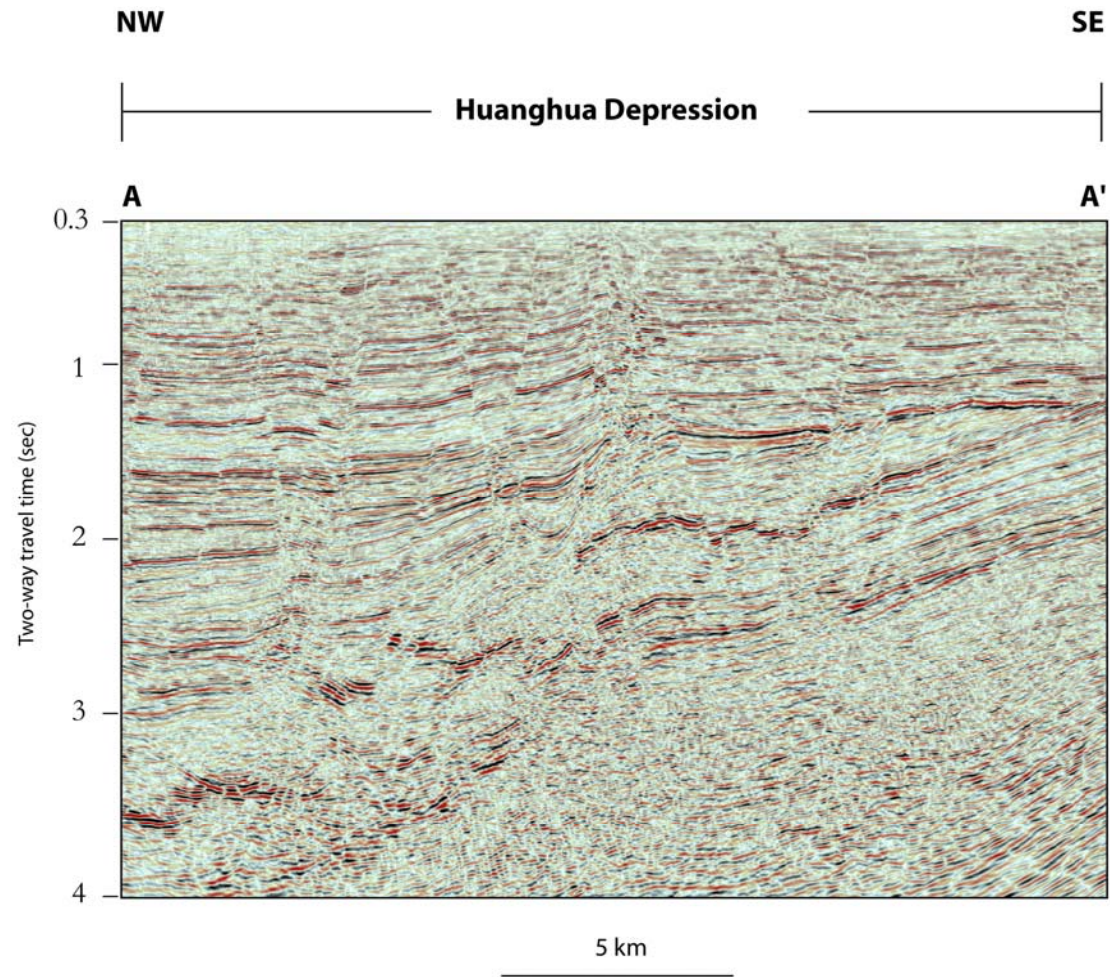 NW SE
Huanghua Depression
A A'
0.3
1
2
3
4
Two-way travel time (sec)
5 km